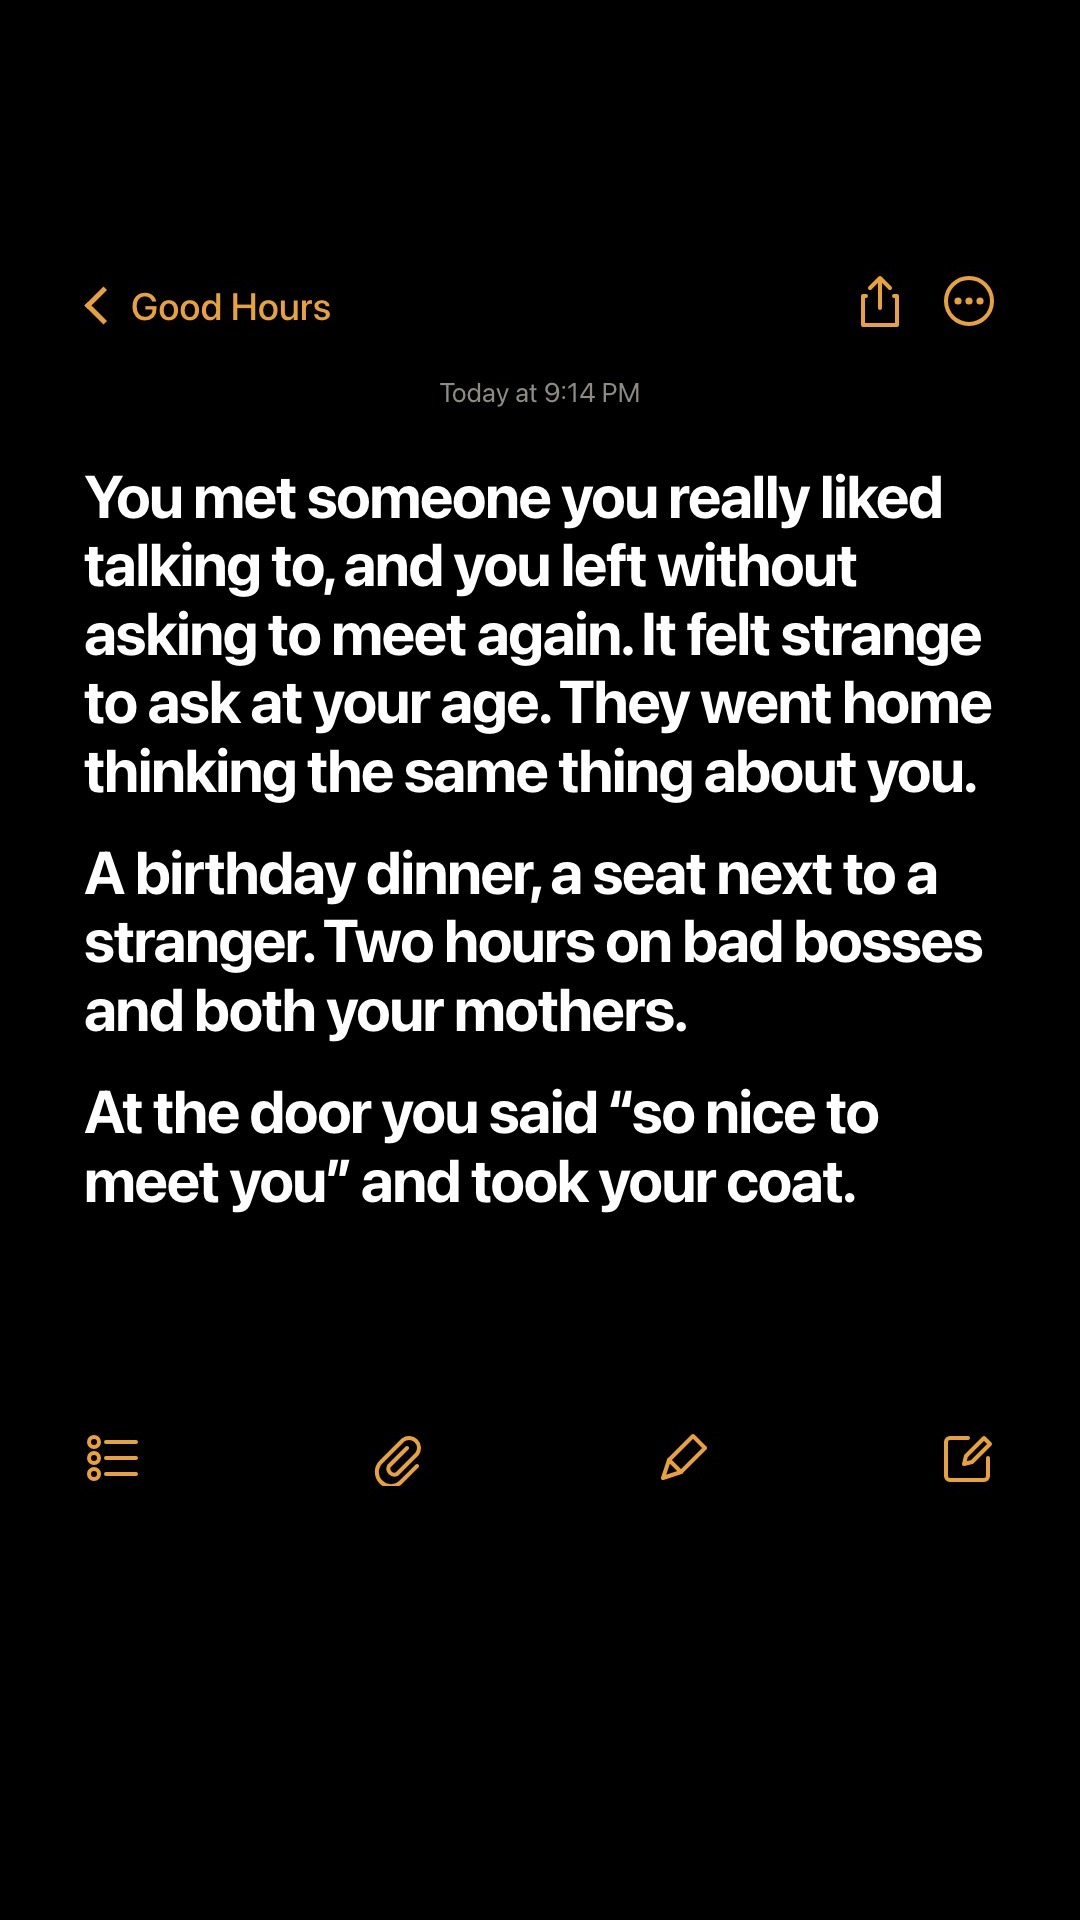 Good Hours
Today at 9:14 PM
You met someone you really liked
talking to, and you left without
asking to meet again. It felt strange
to ask at your age. They went home
thinking the same thing about you.
A birthday dinner, a seat next to a
stranger. Two hours on bad bosses
and both your mothers.
At the door you said “so nice to
meet you” and took your coat.